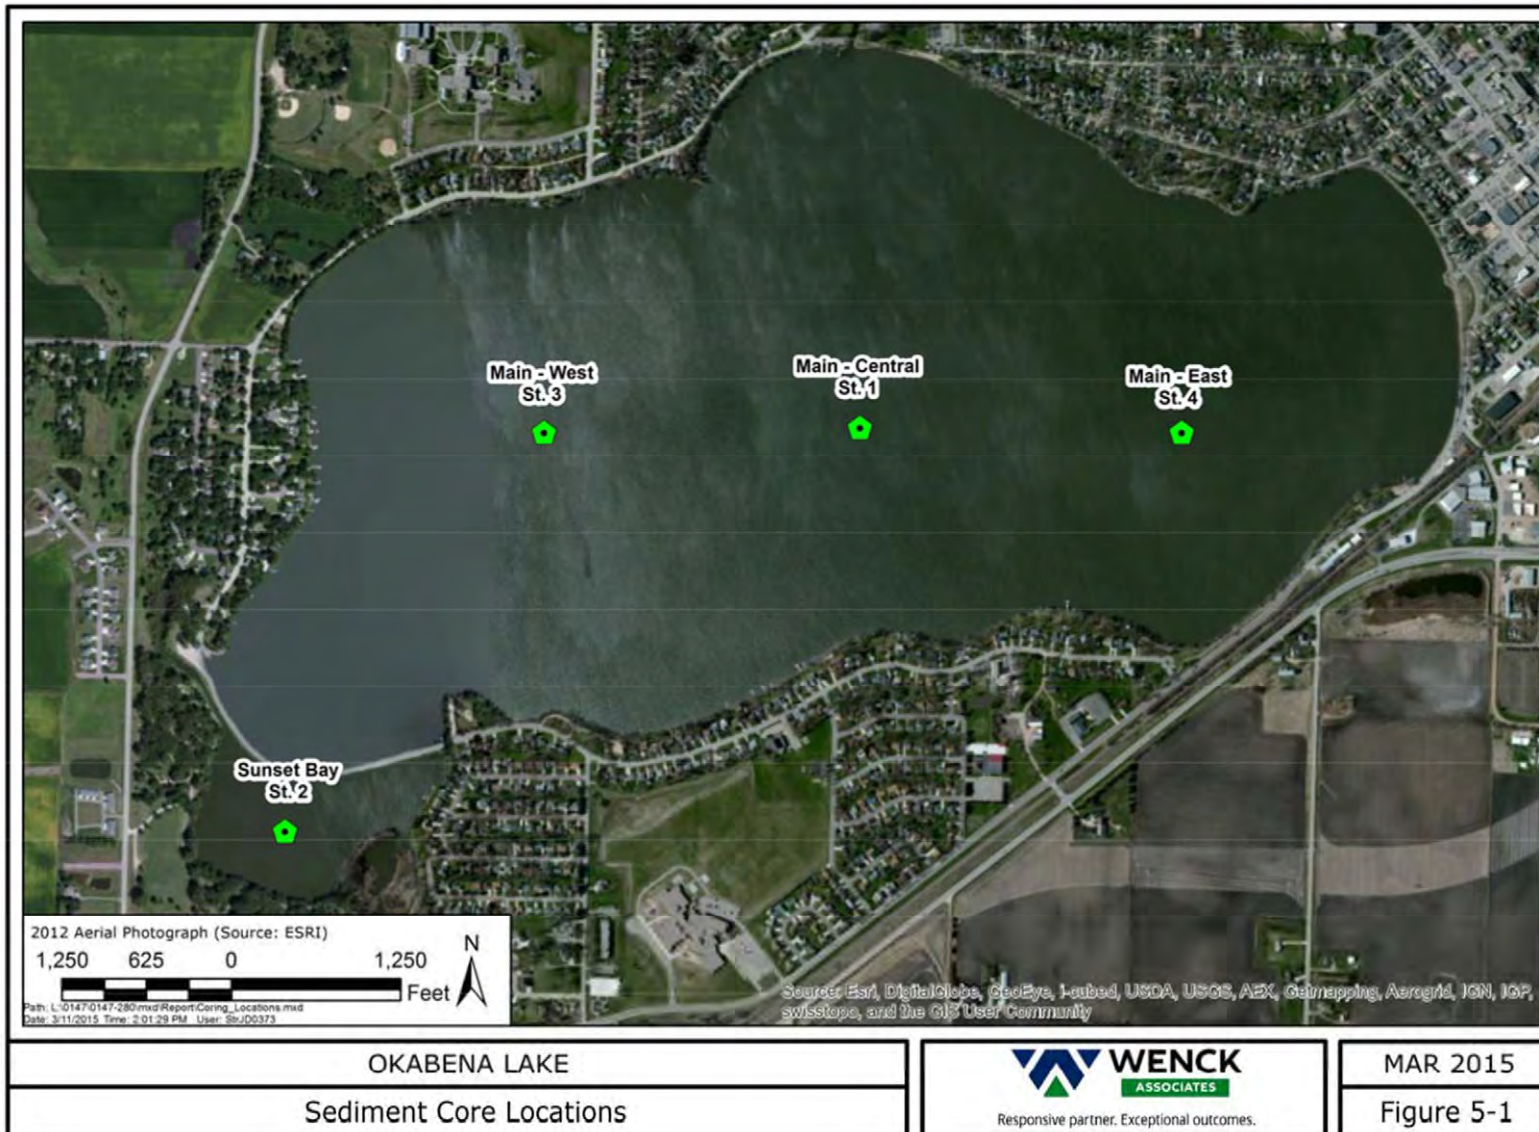 Main - West
St. 3
Main - Central
St. 1
Main - East
St. 4
Sunset Bay
St. 2
2012 Aerial Photograph (Source: ESRI)
1,250 625 0 1,250
Feet
N
Path: L:\0147\0147-280\mxd\Report\Coring_Locations.mxd
Date: 3/11/2015 Time: 2:01:29 PM User: StrJD0373
Source: Esri, DigitalGlobe, GeoEye, i-cubed, USDA, USGS, AEX, Getmapping, Aerogrid, IGN, IGP,
swisstopo, and the GIS User Community
OKABENA LAKE
Sediment Core Locations
WENCK
ASSOCIATES
Responsive partner. Exceptional outcomes.
MAR 2015
Figure 5-1